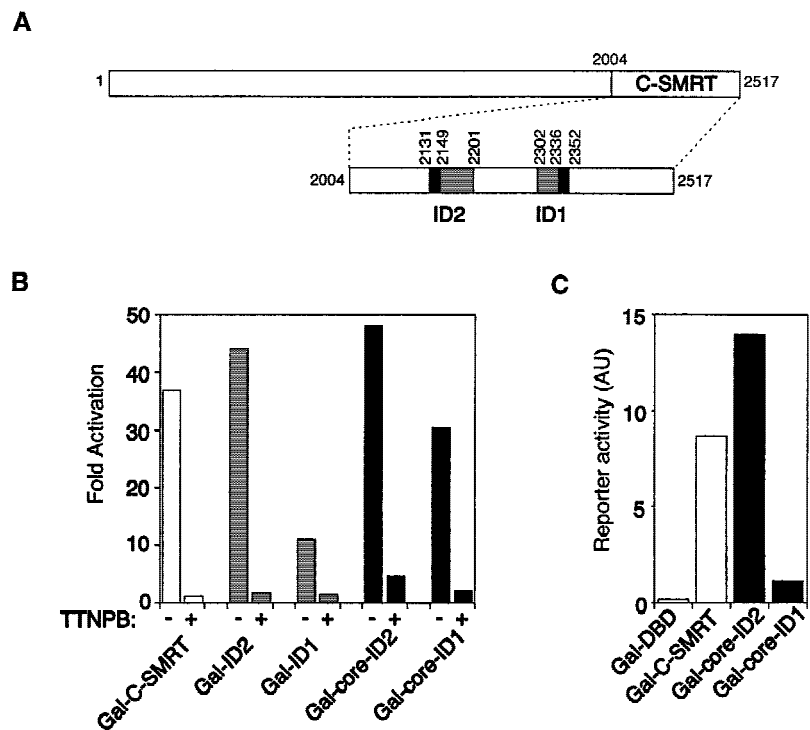 A
2004
1 C-SMRT 2517
2131 2149 2201 2302 2336 2352
2004 2517
ID2 ID1
B
50
40
30
20
10
0
Fold Activation
TTNPB: - + - + - + - + - +
Gal-C-SMRT
Gal-ID2
Gal-ID1
Gal-core-ID2
Gal-core-ID1
C
15
10
5
0
Reporter activity (AU)
Gal-DBD
Gal-C-SMRT
Gal-core-ID2
Gal-core-ID1